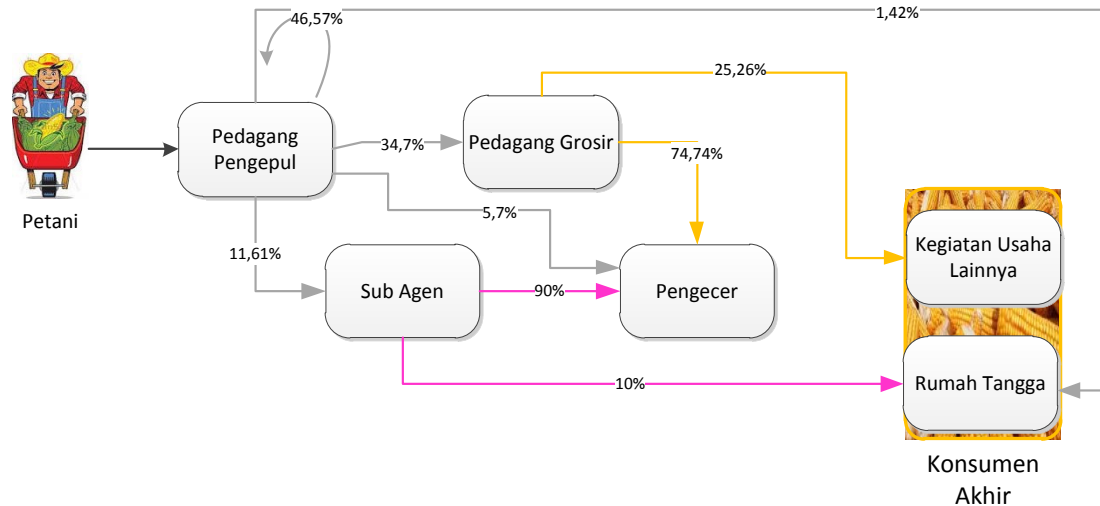 46,57%
1,42%
25,26%
Pedagang
Pengepul
34,7%
Pedagang Grosir
74,74%
Petani
5,7%
11,61%
Kegiatan Usaha
Lainnya
Sub Agen
90%
Pengecer
10%
Rumah Tangga
Konsumen
Akhir